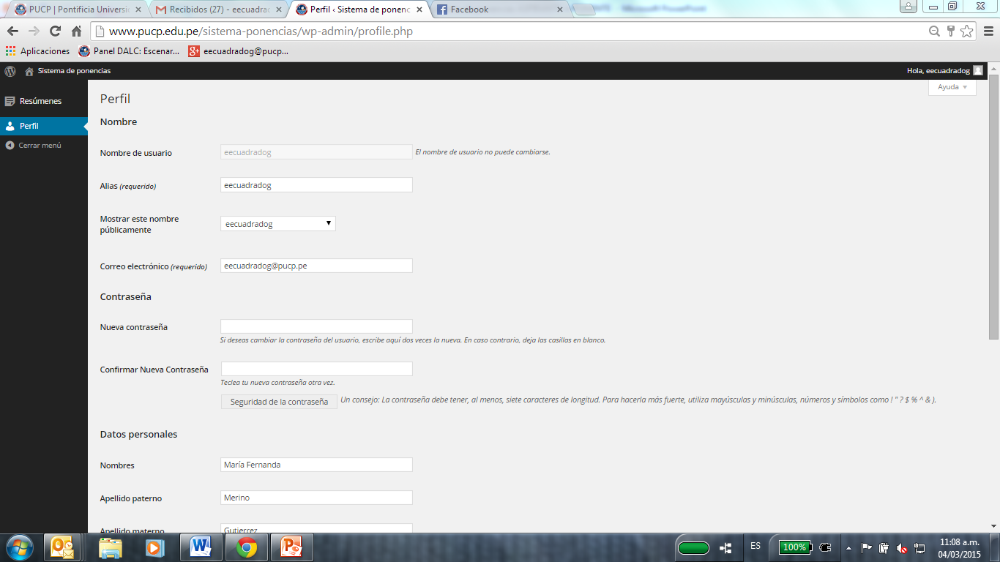 PUCP | Pontificia Universi
Recibidos (27) - eecuadra
Perfil ‹ Sistema de ponenc
Facebook
Microsoft PowerPoint
www.pucp.edu.pe/sistema-ponencias/wp-admin/profile.php
Aplicaciones
Panel DALC: Escenar...
eecuadradog@pucp...
Sistema de ponencias
Hola, eecuadradog
Ayuda
Resúmenes
Perfil
Cerrar menú
Perfil
Nombre
Nombre de usuario
eecuadradog
El nombre de usuario no puede cambiarse.
Alias (requerido)
eecuadradog
Mostrar este nombre
públicamente
eecuadradog
Correo electrónico (requerido)
eecuadradog@pucp.pe
Contraseña
Nueva contraseña
Si deseas cambiar la contraseña del usuario, escribe aquí dos veces la nueva. En caso contrario, deja las casillas en blanco.
Confirmar Nueva Contraseña
Teclea tu nueva contraseña otra vez.
Seguridad de la contraseña
Un consejo: La contraseña debe tener, al menos, siete caracteres de longitud. Para hacerla más fuerte, utiliza mayúsculas y minúsculas, números y símbolos como ! " ? $ % ^ & ).
Datos personales
Nombres
María Fernanda
Apellido paterno
Merino
Apellido materno
Gutierrez
ES
100%
11:08 a.m.
04/03/2015